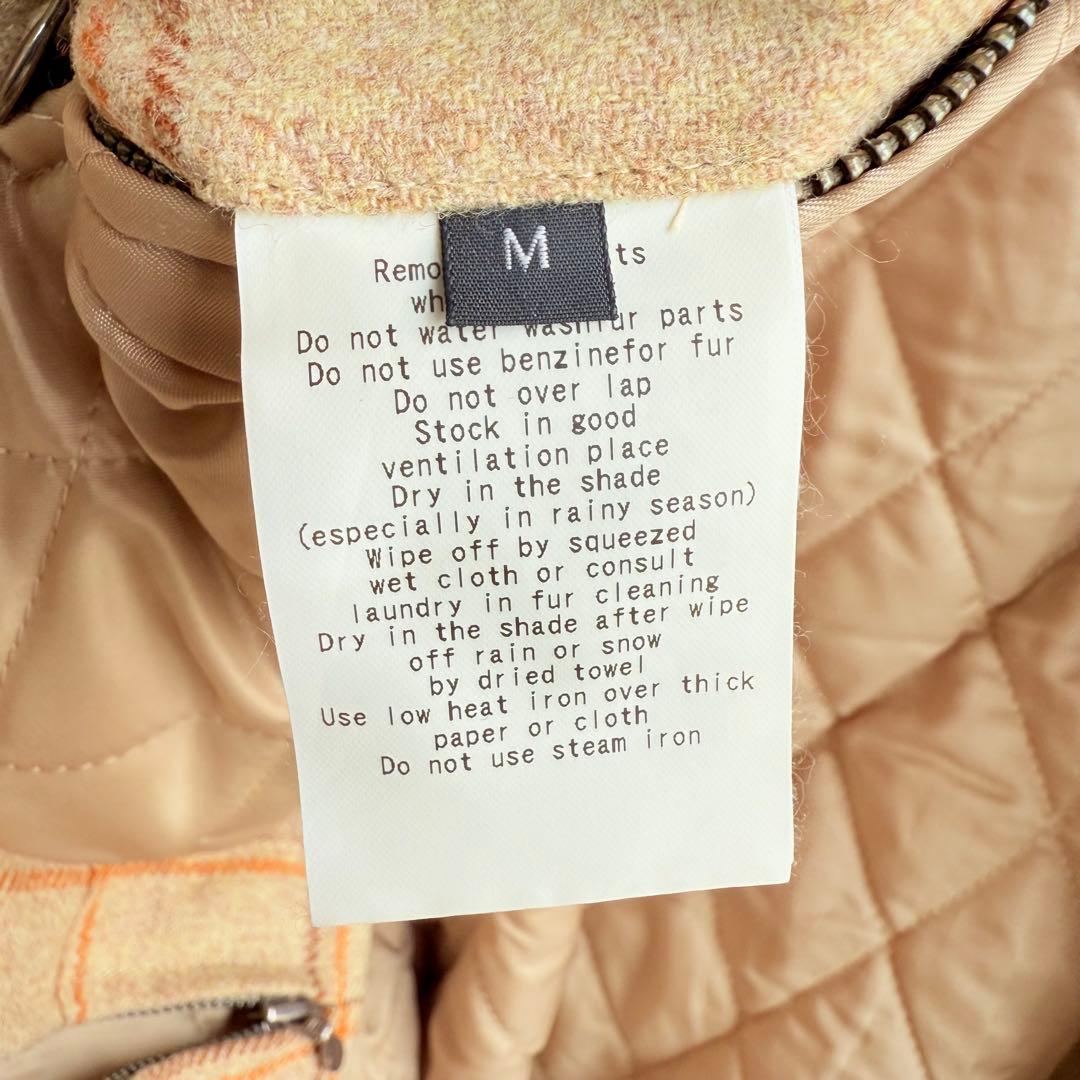 M
ts
Do not water wash fur parts
Do not use benzinefor fur
Do not over lap
Stock in good
ventilation place
Dry in the shade
(especially in rainy season)
Wipe off by squeezed
wet cloth or consult
laundry in fur cleaning
Dry in the shade after wipe
off rain or snow
by dried towel
Use low heat iron over thick
paper or cloth
Do not use steam iron